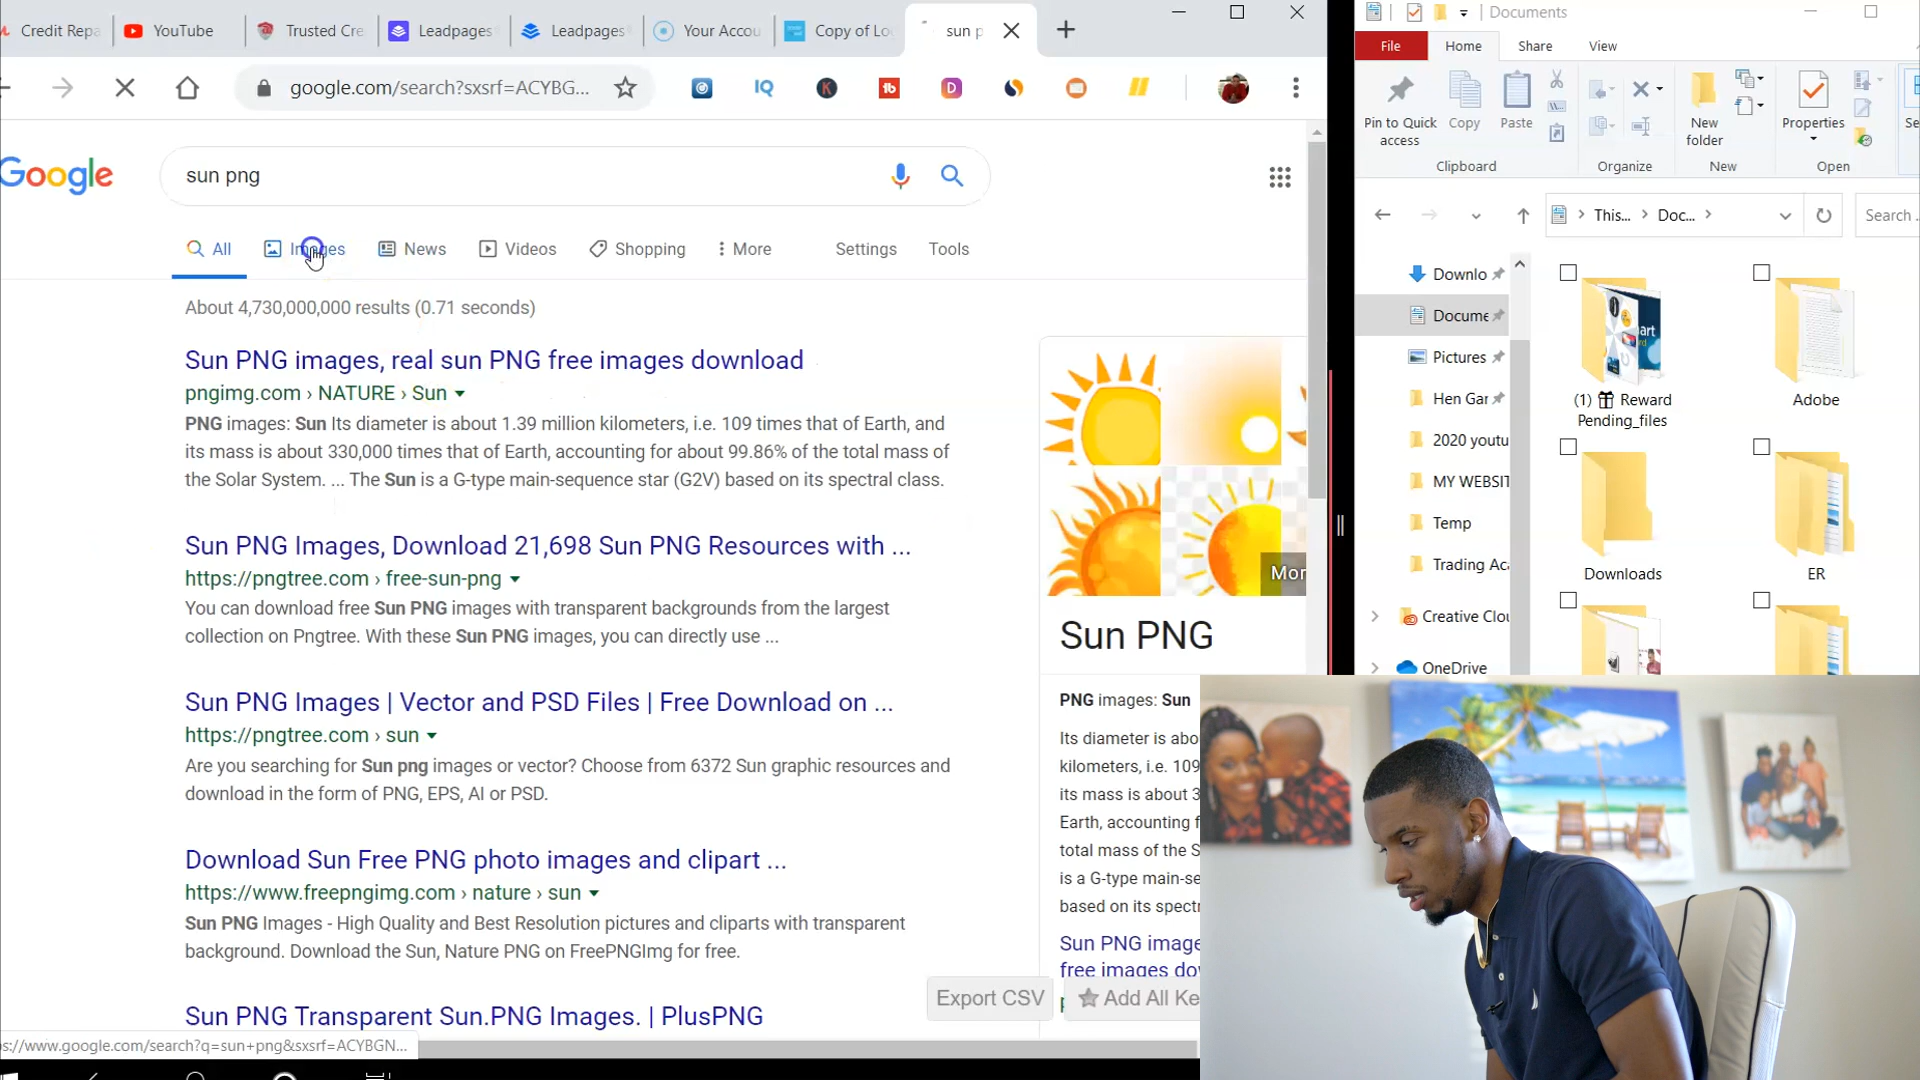 Credit Repa
YouTube
Trusted Cre
Leadpages
Leadpages
Your Accou
Copy of Lo
sun p
google.com/search?sxsrf=ACYBG...
Google
sun png
All
Images
News
Videos
Shopping
More
Settings
Tools
About 4,730,000,000 results (0.71 seconds)
Sun PNG images, real sun PNG free images download
pngimg.com › NATURE › Sun
PNG images: Sun Its diameter is about 1.39 million kilometers, i.e. 109 times that of Earth, and
its mass is about 330,000 times that of Earth, accounting for about 99.86% of the total mass of
the Solar System. ... The Sun is a G-type main-sequence star (G2V) based on its spectral class.
Sun PNG Images, Download 21,698 Sun PNG Resources with ...
https://pngtree.com › free-sun-png
You can download free Sun PNG images with transparent backgrounds from the largest
collection on Pngtree. With these Sun PNG images, you can directly use ...
Sun PNG Images | Vector and PSD Files | Free Download on ...
https://pngtree.com › sun
Are you searching for Sun png images or vector? Choose from 6372 Sun graphic resources and
download in the form of PNG, EPS, AI or PSD.
Download Sun Free PNG photo images and clipart ...
https://www.freepngimg.com › nature › sun
Sun PNG Images - High Quality and Best Resolution pictures and cliparts with transparent
background. Download the Sun, Nature PNG on FreePNGImg for free.
Sun PNG Transparent Sun.PNG Images. | PlusPNG
s://www.google.com/search?q=sun+png&sxsrf=ACYBGN...
Mor
Sun PNG
PNG images: Sun
Its diameter is abo
kilometers, i.e. 109
its mass is about 3
Earth, accounting f
total mass of the S
is a G-type main-se
based on its spectr
Sun PNG image
free images do
Export CSV
Add All Ke
Documents
File
Home
Share
View
Pin to Quick
access
Copy
Paste
New
folder
Properties
Se
Clipboard
Organize
New
Open
This...
Doc...
Search
Downlo
Docume
Pictures
Hen Gar
2020 youtu
MY WEBSIT
Temp
Trading Aca
Creative Clou
OneDrive
(1) 🎁 Reward
Pending_files
Adobe
Downloads
ER